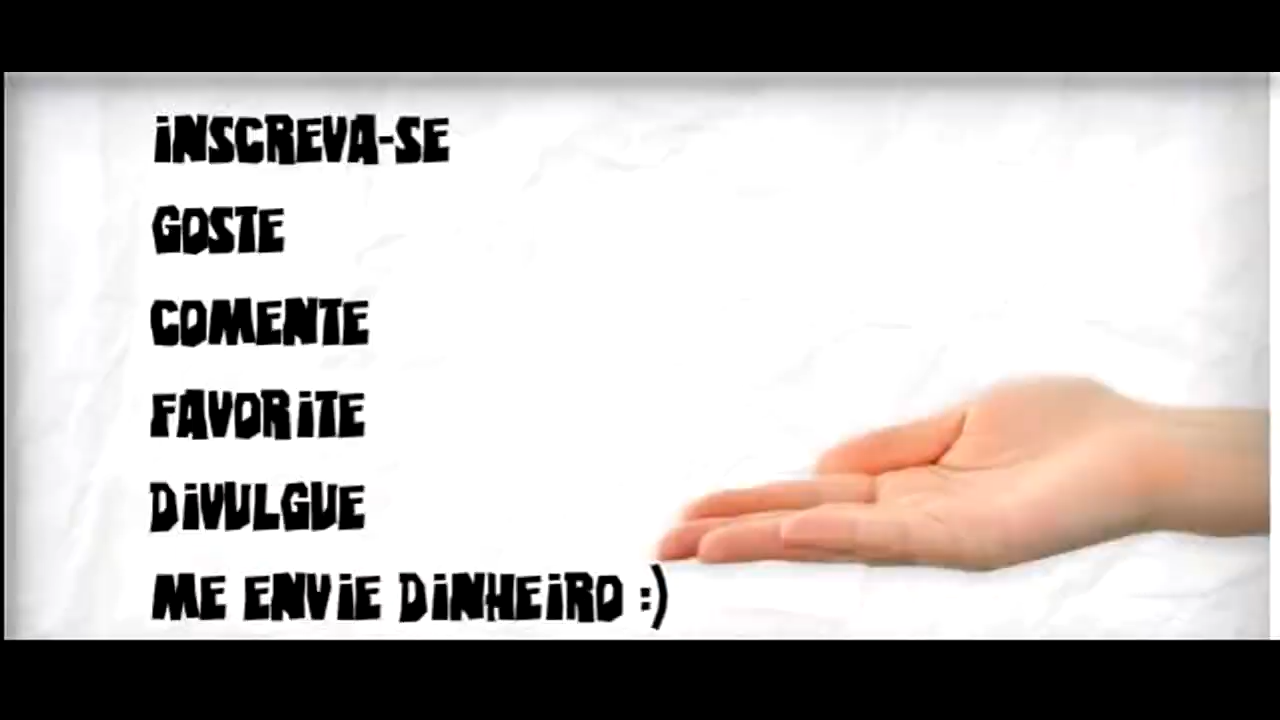 INSCREVA-SE
GOSTE
COMENTE
FAVORITE
DIVULGUE
ME ENVIE DINHEIRO :)